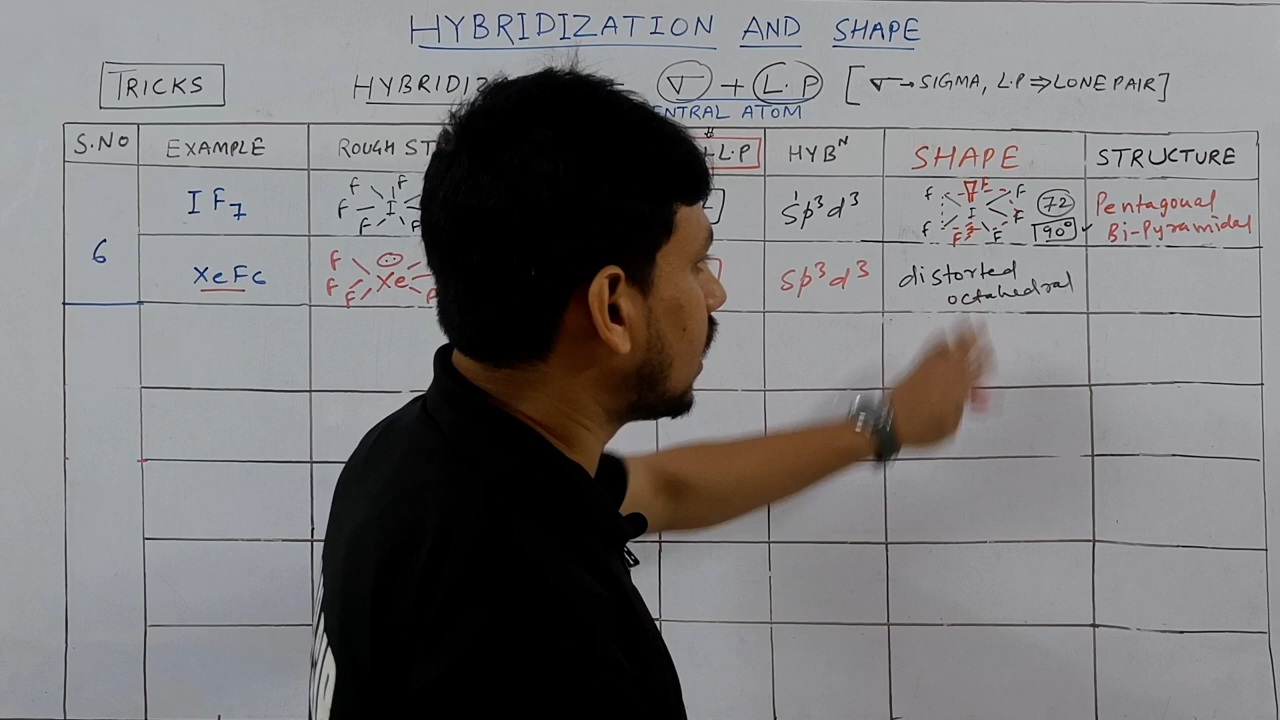 HYBRIDIZATION AND SHAPE
TRICKS
HYBRIDIZ
σ + L.P [σ → SIGMA, L.P ⇒ LONE PAIR]
ENTRAL ATOM
S.NO EXAMPLE ROUGH ST +L.P HYBᴺ SHAPE STRUCTURE
6
IF₇
F F F I F F
Sp³d³
F F F I F F F F
72
90°
Pentagonal
Bi-Pyramidal
XeF6
F F F Xe F
Sp³d³
distorted
octahedral